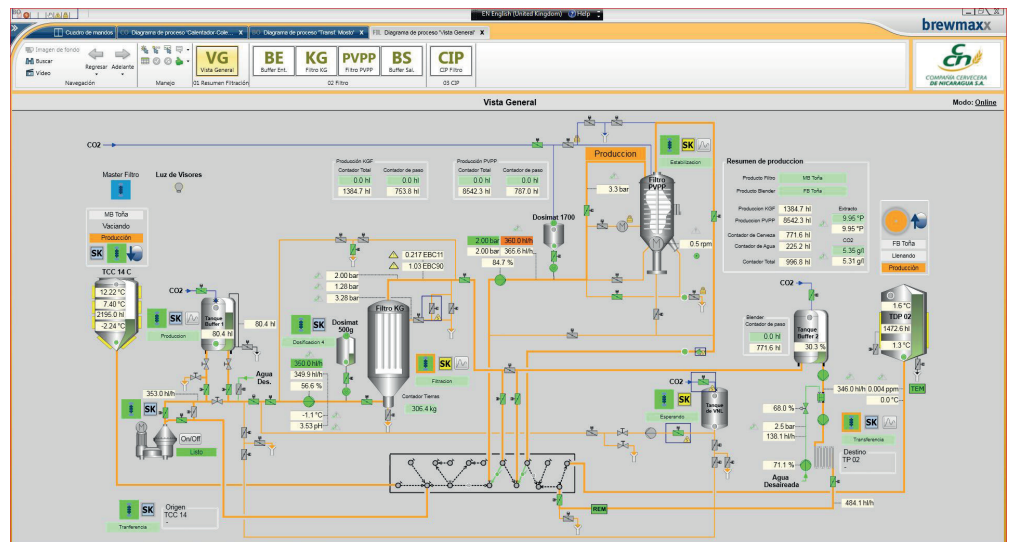 EN English (United Kingdom) Help
brewmaxx
Cuadro de mandos
Diagrama de proceso 'Calentador Cole... X
Diagrama de proceso 'Transf. Mosto' X
Diagrama de proceso 'Vista General' X
Imagen de fondo
Buscar
Video
Regresar Adelante
Navegación
Manejo
VG
Vista General
01 Resumen Filtración
BE
Buffer Ent.
KG
Filtro KG
PVPP
Filtro PVPP
BS
Buffer Sal.
02 Filtro
CIP
CIP Filtro
03 CIP
ccn
COMPAÑÍA CERVECERA
DE NICARAGUA S.A.
Vista General
Modo: Online
CO2
Master Filtro
Luz de Visores
MB Toña
Vaciando
Producción
SK
TCC 14 C
12.22 °C
7.40 °C
2195.0 hl
-2.24 °C
CO2
SK
Produccion
Tanque
Buffer 1
80.4 hl
80.4 hl
Agua
Des.
353.0 hl/h
SK
On/Off
Listo
SK
Origen
TCC 14
-
Tranferencia
Producción KGF
Contador Total
Contador de paso
0.0 hl
0.0 hl
1384.7 hl
753.8 hl
Producción PVPP
Contador Total
Contador de paso
0.0 hl
0.0 hl
8542.3 hl
787.0 hl
0.217 EBC11
1.03 EBC90
2.00 bar
1.28 bar
3.28 bar
SK
Dosificacion 4
Dosimat
500g
350.0 hl/h
349.9 hl/h
56.6 %
-1.1 °C
3.53 pH
Filtro KG
SK
Filtracion
Contador Tierras
306.4 kg
2.00 bar
360.0 hl/h
2.00 bar
365.6 hl/h
84.7 %
Dosimat 1700
Produccion
3.3 bar
Filtro
PVPP
M
M
0.5 rpm
SK
Estabilizacion
Resumen de produccion
Producto Filtro
MB Toña
Producto Blender
FB Toña
Produccion KGF
1384.7 hl
Extracto
Produccion PVPP
8542.3 hl
9.95 °P
9.95 °P
Contador de Cerveza
771.6 hl
CO2
Contador de Agua
225.2 hl
5.35 g/l
Contador Total
996.8 hl
5.31 g/l
FB Toña
Llenando
Producción
CO2
Blender
Contador de paso
0.0 hl
771.6 hl
Tanque
Buffer 2
30.3 %
1.6 °C
TDP 02
1472.6 hl
1.3 °C
346.0 hl/h
0.004 ppm
TEM
0.0 °C
CO2
SK
Esperando
Tanque
de VNL
68.0 %
2.5 bar
138.1 hl/h
71.1 %
Agua
Desaireada
SK
Transferencia
Destino
TP 02
-
484.1 hl/h
REM